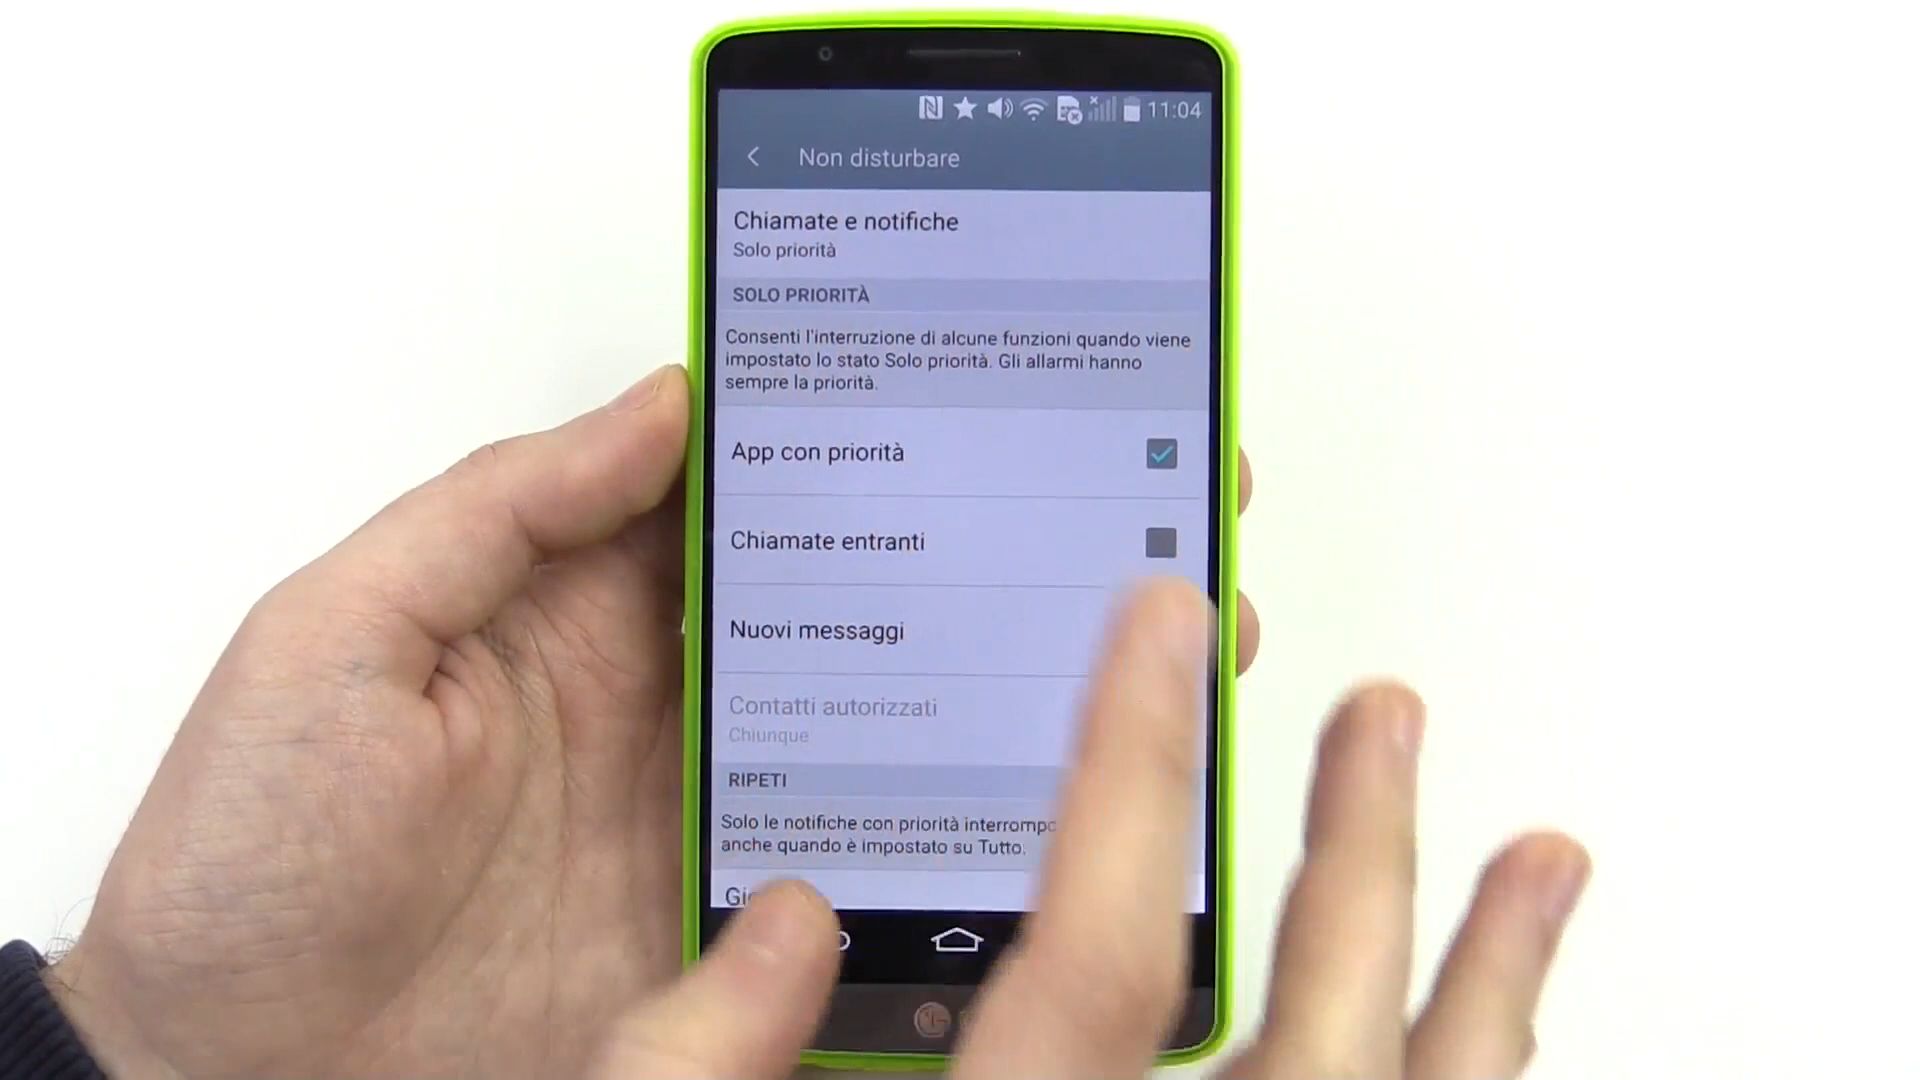 11:04
Non disturbare
Chiamate e notifiche
Solo priorità
SOLO PRIORITÀ
Consenti l'interruzione di alcune funzioni quando viene
impostato lo stato Solo priorità. Gli allarmi hanno
sempre la priorità.
App con priorità
Chiamate entranti
Nuovi messaggi
Contatti autorizzati
Chiunque
RIPETI
Solo le notifiche con priorità
anche quando è impostato su Tutto.